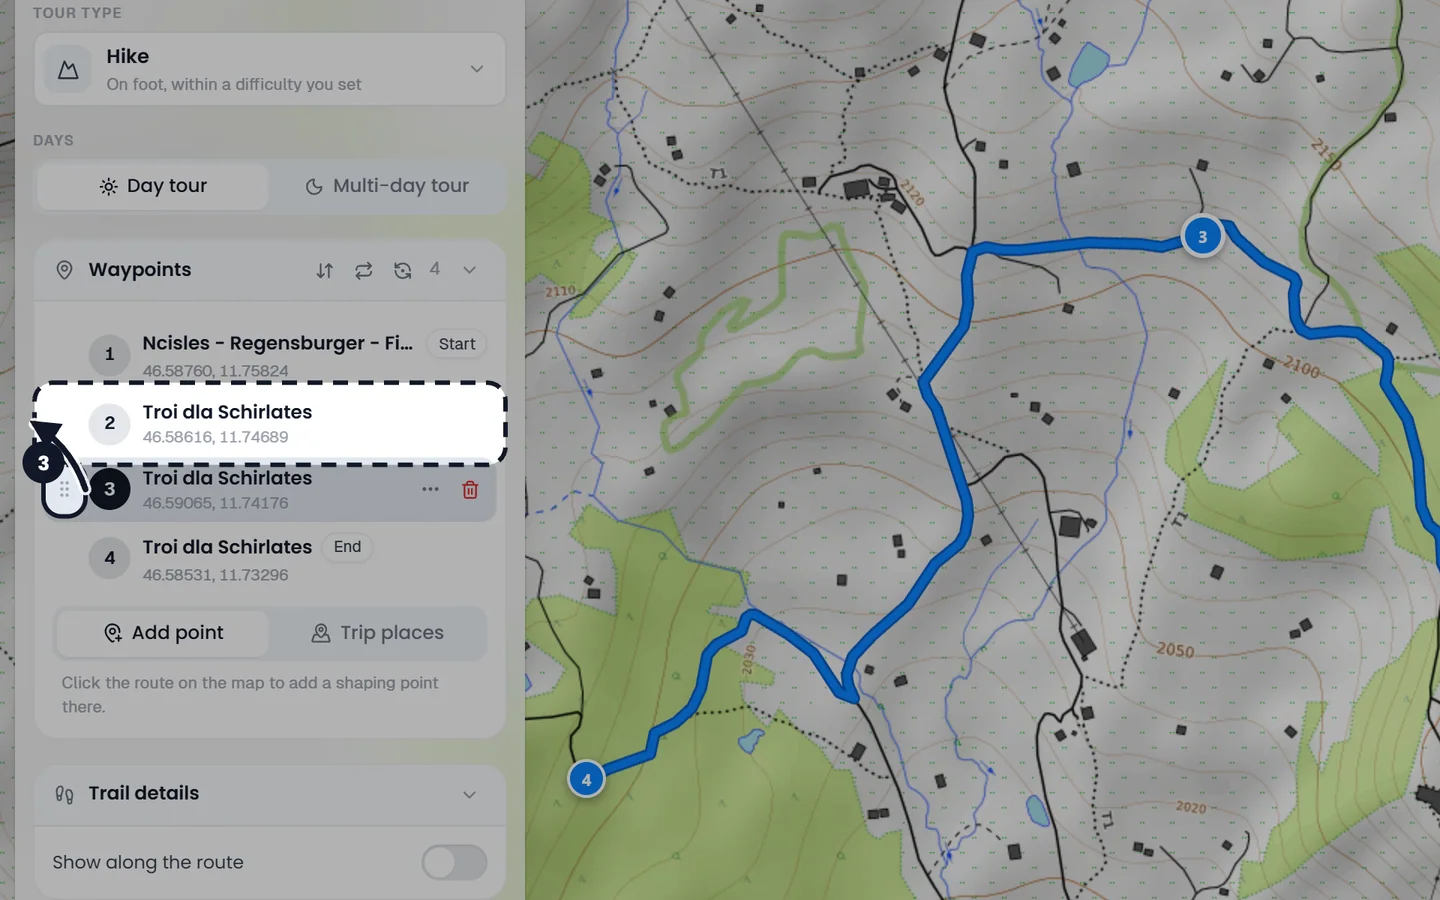 TOUR TYPE
Hike
On foot, within a difficulty you set
DAYS
Day tour
Multi-day tour
Waypoints
4
1
Ncisles - Regensburger - Fi...
Start
46.58760, 11.75824
2
Troi dla Schirlates
46.58616, 11.74689
3
3
Troi dla Schirlates
46.59065, 11.74176
4
Troi dla Schirlates
End
46.58531, 11.73296
Add point
Trip places
Click the route on the map to add a shaping point
there.
Trail details
Show along the route
2150
T1
2120
3
2110
2100
T1
2030
2050
4
2020
T1